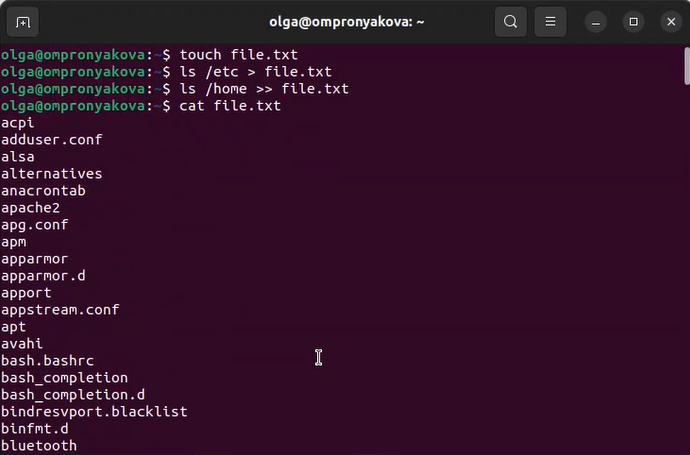 olga@ompronyakova: ~
olga@ompronyakova:~$ touch file.txt
olga@ompronyakova:~$ ls /etc > file.txt
olga@ompronyakova:~$ ls /home >> file.txt
olga@ompronyakova:~$ cat file.txt
acpi
adduser.conf
alsa
alternatives
anacrontab
apache2
apg.conf
apm
apparmor
apparmor.d
apport
appstream.conf
apt
avahi
bash.bashrc
bash_completion
bash_completion.d
bindresvport.blacklist
binfmt.d
bluetooth